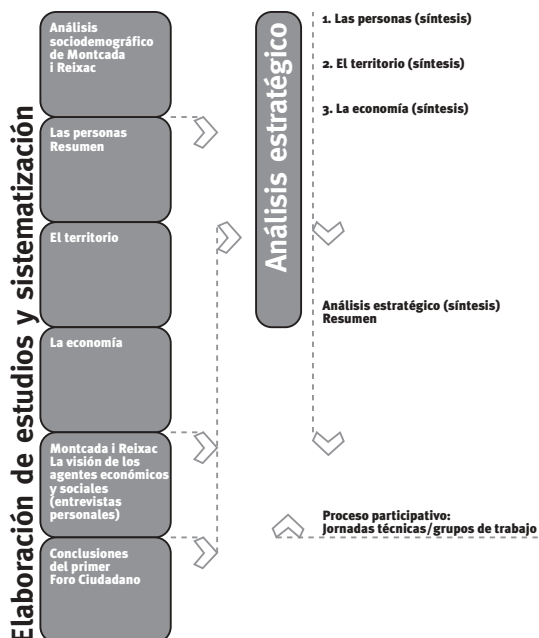 Elaboración de estudios y sistematización
Análisis
sociodemográfico
de Montcada
i Reixac
Las personas
Resumen
El territorio
La economía
Montcada i Reixac
La visión de los
agentes económicos
y sociales
(entrevistas
personales)
Conclusiones
del primer
Foro Ciudadano
Análisis estratégico
1. Las personas (síntesis)
2. El territorio (síntesis)
3. La economía (síntesis)
Análisis estratégico (síntesis)
Resumen
Proceso participativo:
Jornadas técnicas/grupos de trabajo